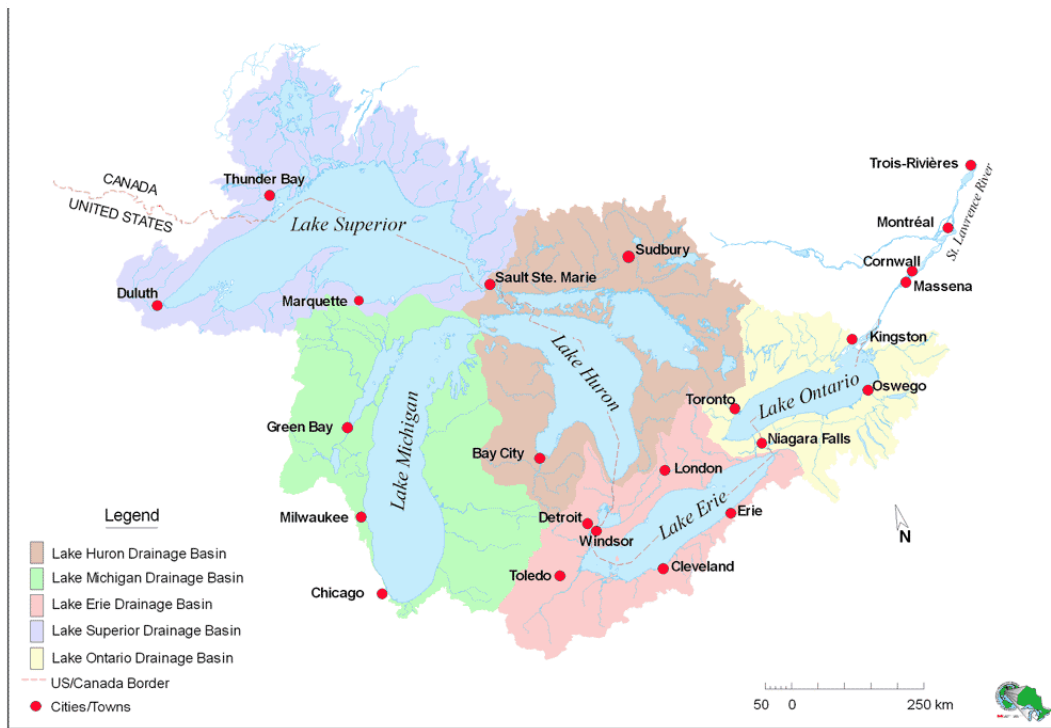 Trois-Rivières
CANADA
Thunder Bay
UNITED STATES
Lake Superior
Montréal
St. Lawrence River
Sudbury
Cornwall
Sault Ste. Marie
Massena
Duluth
Marquette
Kingston
Lake Huron
Lake Ontario
Oswego
Toronto
Lake Michigan
Green Bay
Niagara Falls
Bay City
London
Lake Erie
Erie
Milwaukee
Detroit
Windsor
N
Toledo
Cleveland
Chicago
Legend
Lake Huron Drainage Basin
Lake Michigan Drainage Basin
Lake Erie Drainage Basin
Lake Superior Drainage Basin
Lake Ontario Drainage Basin
US/Canada Border
Cities/Towns
50 0 250 km